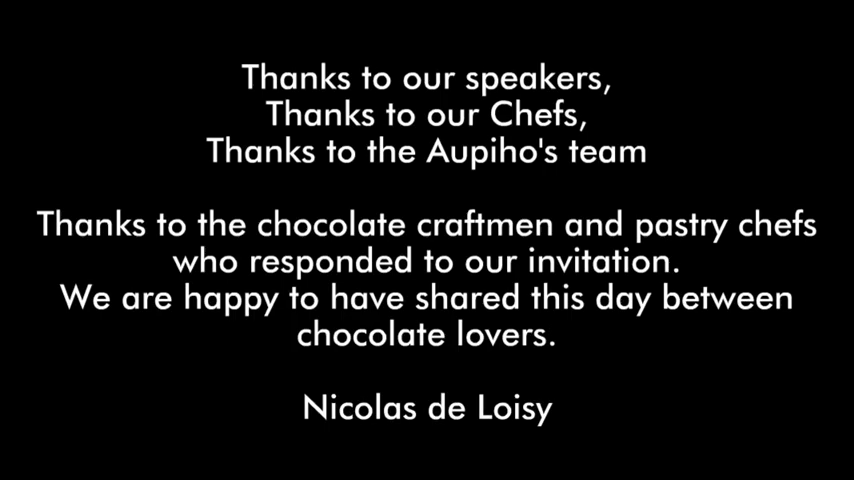 Thanks to our speakers,
Thanks to our Chefs,
Thanks to the Aupiho's team
Thanks to the chocolate craftmen and pastry chefs
who responded to our invitation.
We are happy to have shared this day between
chocolate lovers.
Nicolas de Loisy